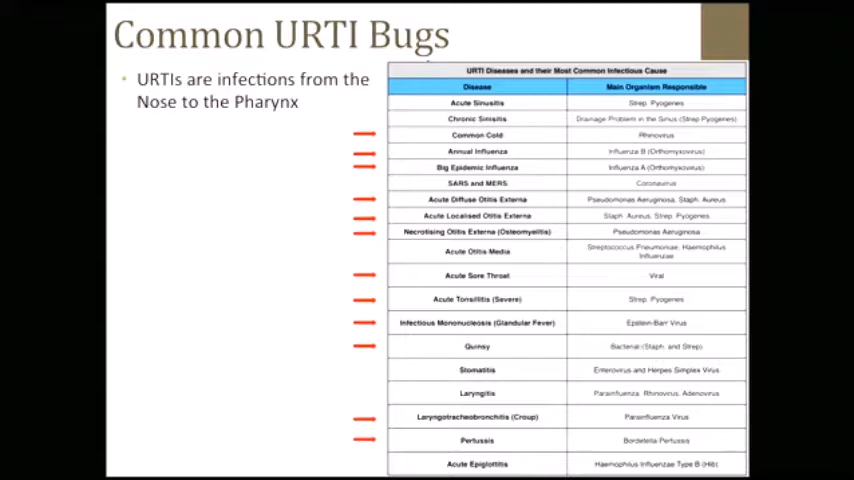 Common URTI Bugs
• URTIs are infections from the
Nose to the Pharynx
URTI Diseases and their Most Common Infectious Cause
Disease Main Organism Responsible
Acute Sinusitis Strep. Pyogenes
Chronic Sinisitis Drainage Problem in the Sinus (Strep Pyogenes)
Common Cold Rhinovirus
Annual Influenza Influenza B (Orthomyxovirus)
Big Epidemic Influenza Influenza A (Orthomyxovirus)
SARS and MERS Coronavirus
Acute Diffuse Otitis Externa Pseudomonas Aeruginosa, Staph. Aureus
Acute Localised Otitis Externa Staph. Aureus, Strep. Pyogenes
Necrotising Otitis Externa (Osteomyelitis) Pseudomonas Aeruginosa
Acute Otitis Media Streptococcus Pneumoniae, Haemophilus
Influenzae
Acute Sore Throat Viral
Acute Tonsillitis (Severe) Strep. Pyogenes
Infectious Mononucleosis (Glandular Fever) Epstein-Barr Virus
Quinsy Bacterial (Staph. and Strep)
Stomatitis Enterovirus and Herpes Simplex Virus
Laryngitis Parainfluenza, Rhinovirus, Adenovirus
Laryngotracheobronchitis (Croup) Parainfluenza Virus
Pertussis Bordetella Pertussis
Acute Epiglottitis Haemophilus Influenzae Type B (Hib)